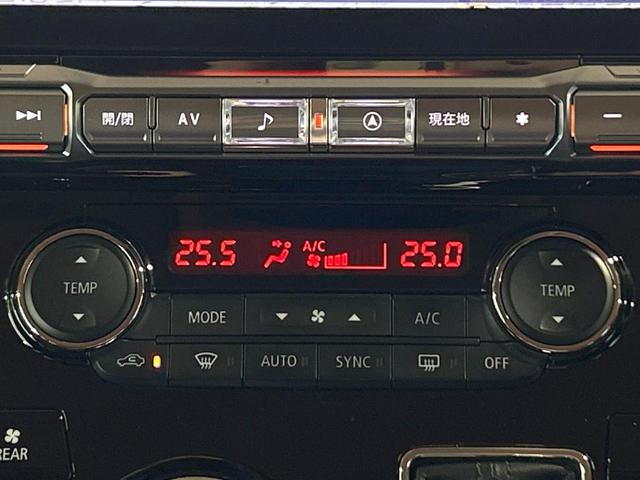 開/閉 AV 現在地
25.5 A/C 25.0
TEMP TEMP
MODE A/C
AUTO SYNC OFF
REAR